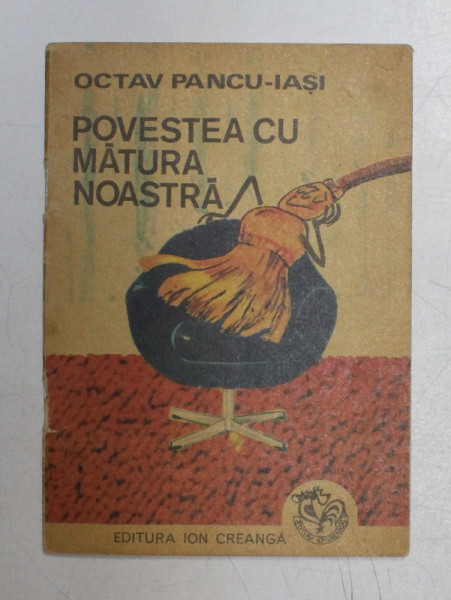 OCTAV PANCU-IAȘI
POVESTEA CU
MĂTURA
NOASTRĂ
EDITURA ION CREANGĂ